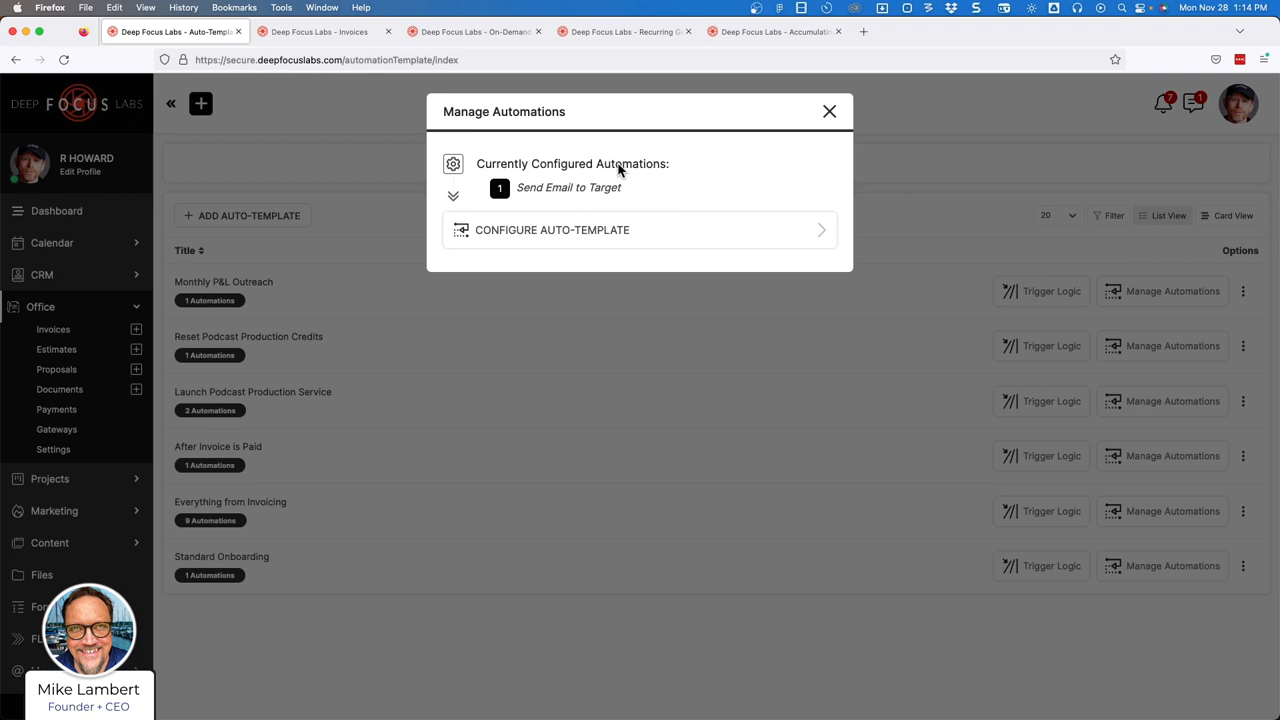 Firefox File Edit View History Bookmarks Tools Window Help Mon Nov 28 1:14 PM
Deep Focus Labs - Auto-Templa Deep Focus Labs - Invoices Deep Focus Labs - On-Demand Deep Focus Labs - Recurring G Deep Focus Labs - Accumulatin
https://secure.deepfocuslabs.com/automationTemplate/index
DEEP FOCUS LABS
7 1
R HOWARD
Edit Profile
Dashboard
Calendar
CRM
Office
Invoices
Estimates
Proposals
Documents
Payments
Gateways
Settings
Projects
Marketing
Content
Files
Manage Automations
Currently Configured Automations:
1 Send Email to Target
CONFIGURE AUTO-TEMPLATE
ADD AUTO-TEMPLATE 20 Filter List View Card View
Title Options
Monthly P&L Outreach
1 Automations Trigger Logic Manage Automations
Reset Podcast Production Credits
1 Automations Trigger Logic Manage Automations
Launch Podcast Production Service
2 Automations Trigger Logic Manage Automations
After Invoice is Paid
1 Automations Trigger Logic Manage Automations
Everything from Invoicing
9 Automations Trigger Logic Manage Automations
Standard Onboarding
1 Automations Trigger Logic Manage Automations
Mike Lambert
Founder + CEO